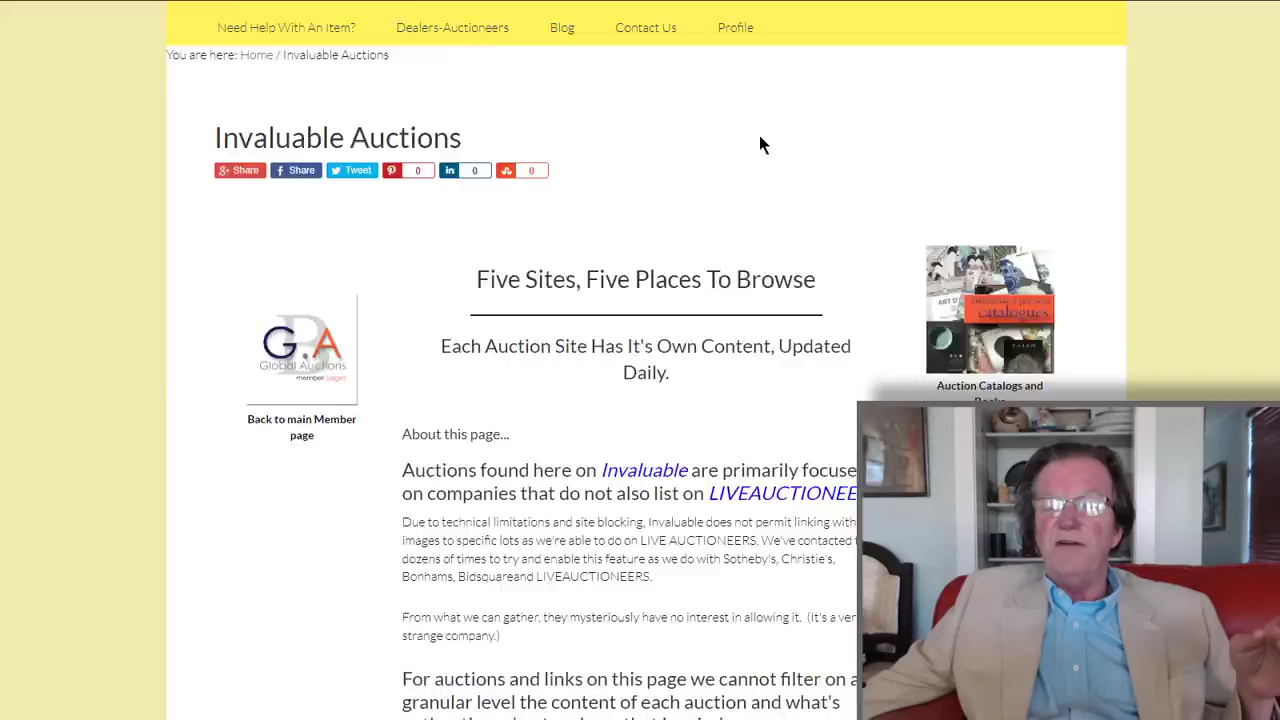 Need Help With An Item? Dealers-Auctioneers Blog Contact Us Profile
You are here: Home / Invaluable Auctions
Invaluable Auctions
Share Share Tweet 0 0 0
Five Sites, Five Places To Browse
Each Auction Site Has It's Own Content, Updated
Daily.
GBA
Global Auctions
member pages
Back to main Member
page
catalogues
Auction Catalogs and
About this page...
Auctions found here on Invaluable are primarily focuse
on companies that do not also list on LIVEAUCTIONEE
Due to technical limitations and site blocking, Invaluable does not permit linking with
images to specific lots as we're able to do on LIVE AUCTIONEERS. We've contacted
dozens of times to try and enable this feature as we do with Sotheby's, Christie's,
Bonhams, Bidsquareand LIVEAUCTIONEERS.
From what we can gather, they mysteriously have no interest in allowing it. (It's a ver
strange company.)
For auctions and links on this page we cannot filter on a
granular level the content of each auction and what's